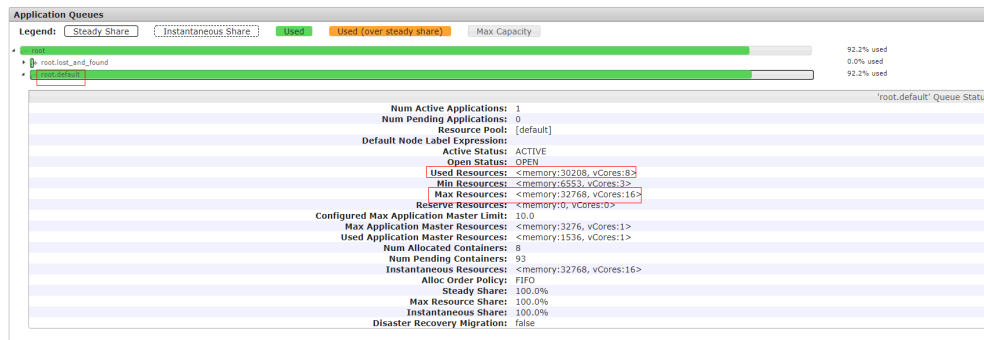 Application Queues
Legend: Steady Share Instantaneous Share Used Used (over steady share) Max Capacity
root 92.2% used
root.lost_and_found 0.0% used
root.default 92.2% used
'root.default' Queue Statu
Num Active Applications: 1
Num Pending Applications: 0
Resource Pool: [default]
Default Node Label Expression:
Active Status: ACTIVE
Open Status: OPEN
Used Resources: <memory:30208, vCores:8>
Min Resources: <memory:6553, vCores:3>
Max Resources: <memory:32768, vCores:16>
Reserve Resources: <memory:0, vCores:0>
Configured Max Application Master Limit: 10.0
Max Application Master Resources: <memory:3276, vCores:1>
Used Application Master Resources: <memory:1536, vCores:1>
Num Allocated Containers: 8
Num Pending Containers: 93
Instantaneous Resources: <memory:32768, vCores:16>
Alloc Order Policy: FIFO
Steady Share: 100.0%
Max Resource Share: 100.0%
Instantaneous Share: 100.0%
Disaster Recovery Migration: false